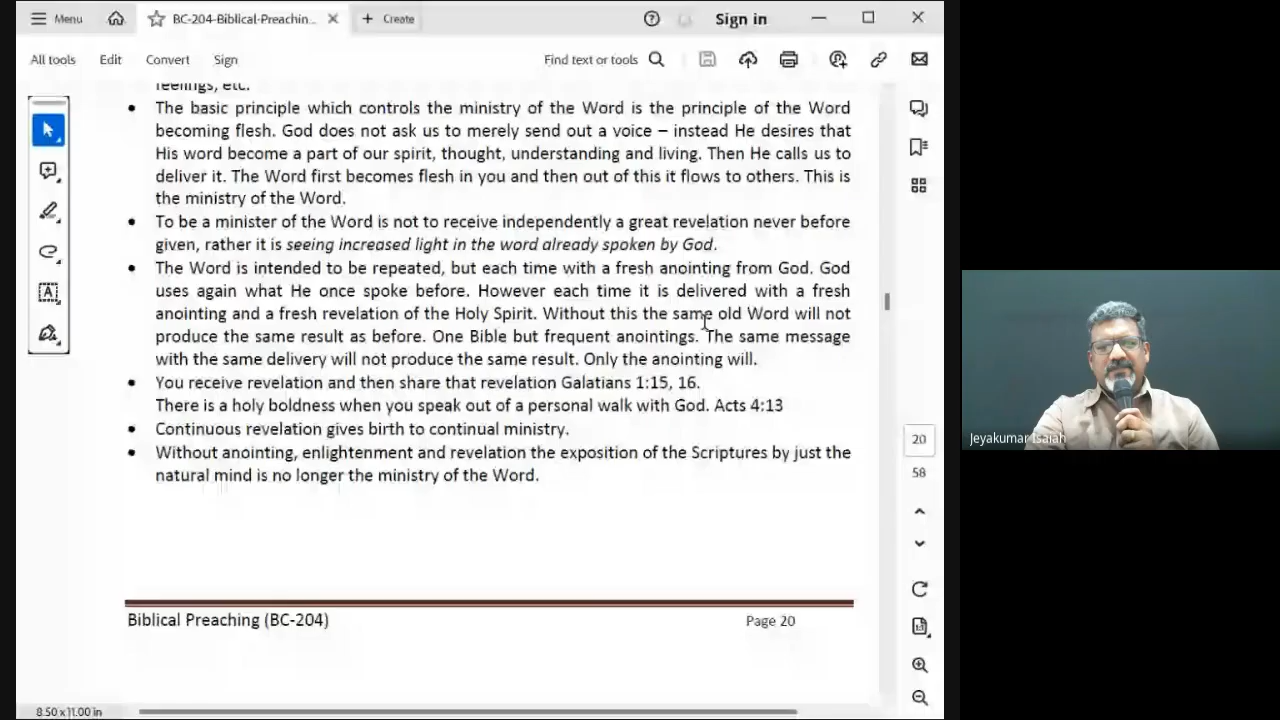 Menu
BC-204-Biblical-Preachin...
Create
Sign in
All tools
Edit
Convert
Sign
Find text or tools
feelings, etc.
• The basic principle which controls the ministry of the Word is the principle of the Word
becoming flesh. God does not ask us to merely send out a voice – instead He desires that
His word become a part of our spirit, thought, understanding and living. Then He calls us to
deliver it. The Word first becomes flesh in you and then out of this it flows to others. This is
the ministry of the Word.
• To be a minister of the Word is not to receive independently a great revelation never before
given, rather it is seeing increased light in the word already spoken by God.
• The Word is intended to be repeated, but each time with a fresh anointing from God. God
uses again what He once spoke before. However each time it is delivered with a fresh
anointing and a fresh revelation of the Holy Spirit. Without this the same old Word will not
produce the same result as before. One Bible but frequent anointings. The same message
with the same delivery will not produce the same result. Only the anointing will.
• You receive revelation and then share that revelation Galatians 1:15, 16.
There is a holy boldness when you speak out of a personal walk with God. Acts 4:13
• Continuous revelation gives birth to continual ministry.
• Without anointing, enlightenment and revelation the exposition of the Scriptures by just the
natural mind is no longer the ministry of the Word.
Biblical Preaching (BC-204)
Page 20
20
58
8.50 x 11.00 in
Jeyakumar Isaiah